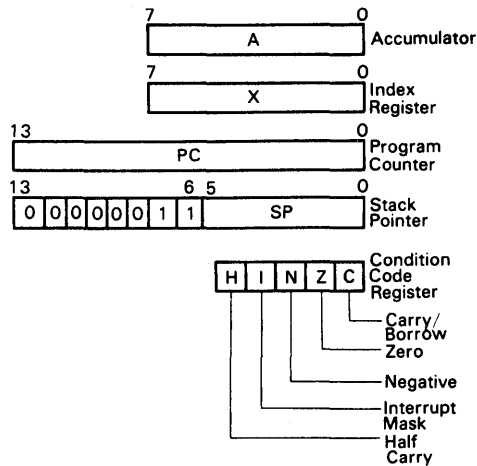 7 0
A Accumulator
7 0
X Index
Register
13 0
PC Program
Counter
13 6 5 0
0 0 0 0 0 0 1 1 SP Stack
Pointer
H I N Z C Condition
Code
Register
Carry/
Borrow
Zero
Negative
Interrupt
Mask
Half
Carry